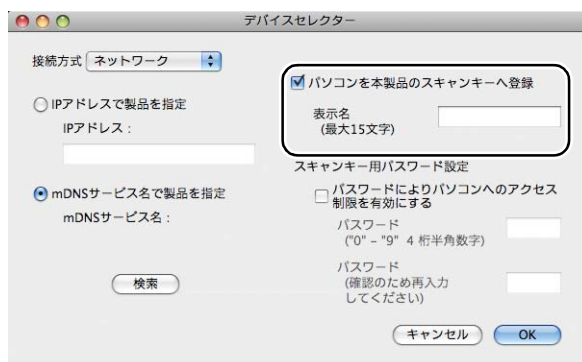 デバイスセレクター
接続方式 ネットワーク
IPアドレスで製品を指定
IPアドレス :
mDNSサービス名で製品を指定
mDNSサービス名 :
検索
パソコンを本製品のスキャンキーへ登録
表示名
(最大15文字)
スキャンキー用パスワード設定
パスワードによりパソコンへのアクセス
制限を有効にする
パスワード
("0" – "9" 4 桁半角数字)
パスワード
(確認のため再入力
してください)
キャンセル OK